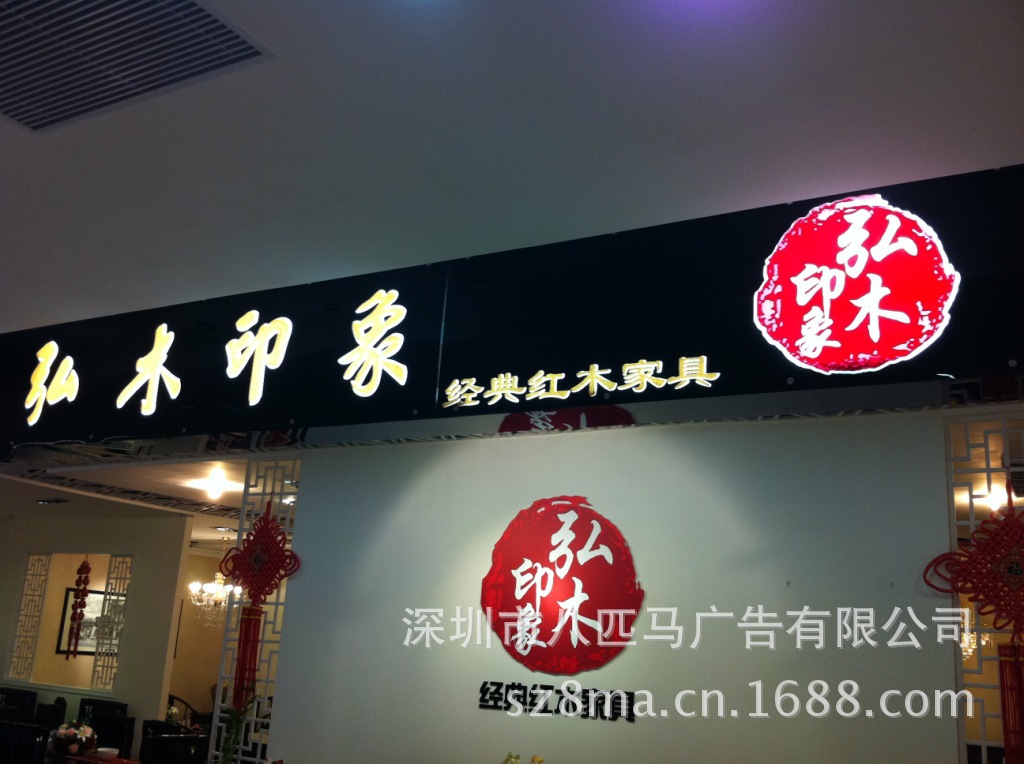 弘木印象
经典红木家具
弘木
印象
弘木
印象
经典红木家具
深圳市八匹马广告有限公司
sz8ma.cn.1688.com